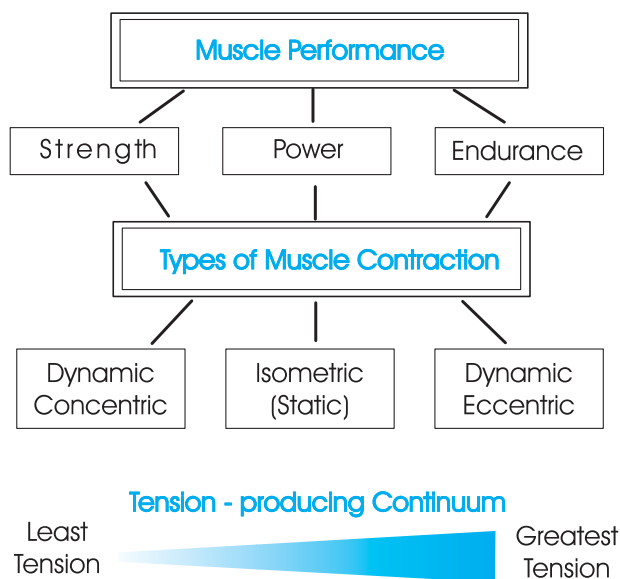 Muscle Performance
Strength
Power
Endurance
Types of Muscle Contraction
Dynamic
Concentric
Isometric
(Static)
Dynamic
Eccentric
Tension - producing Continuum
Least
Tension
Greatest
Tension